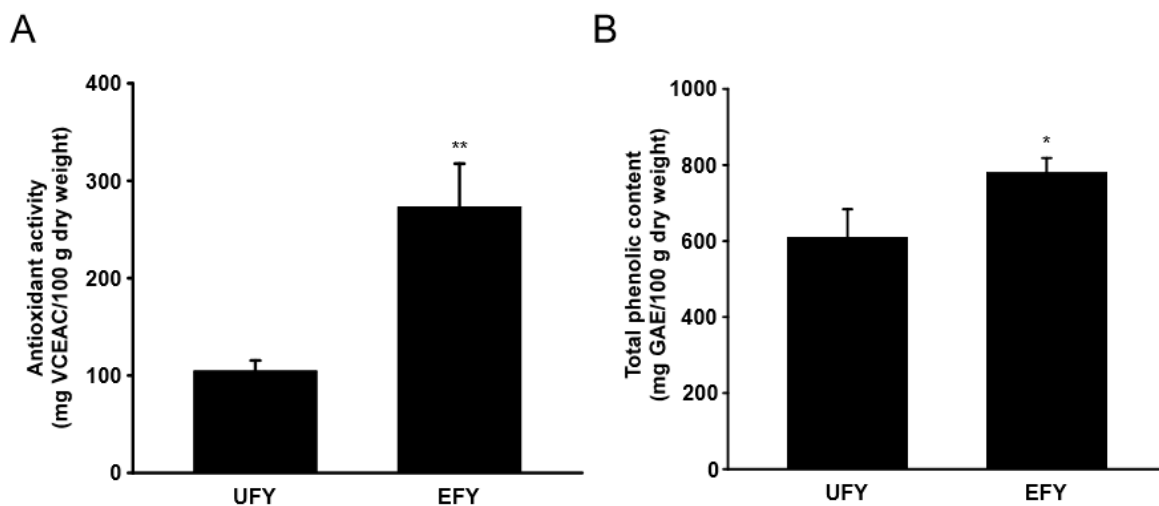 A
Antioxidant activity
(mg VCEAC/100 g dry weight)
400
300
200
100
0
**
UFY
EFY
B
Total phenolic content
(mg GAE/100 g dry weight)
1000
800
600
400
200
0
*
UFY
EFY